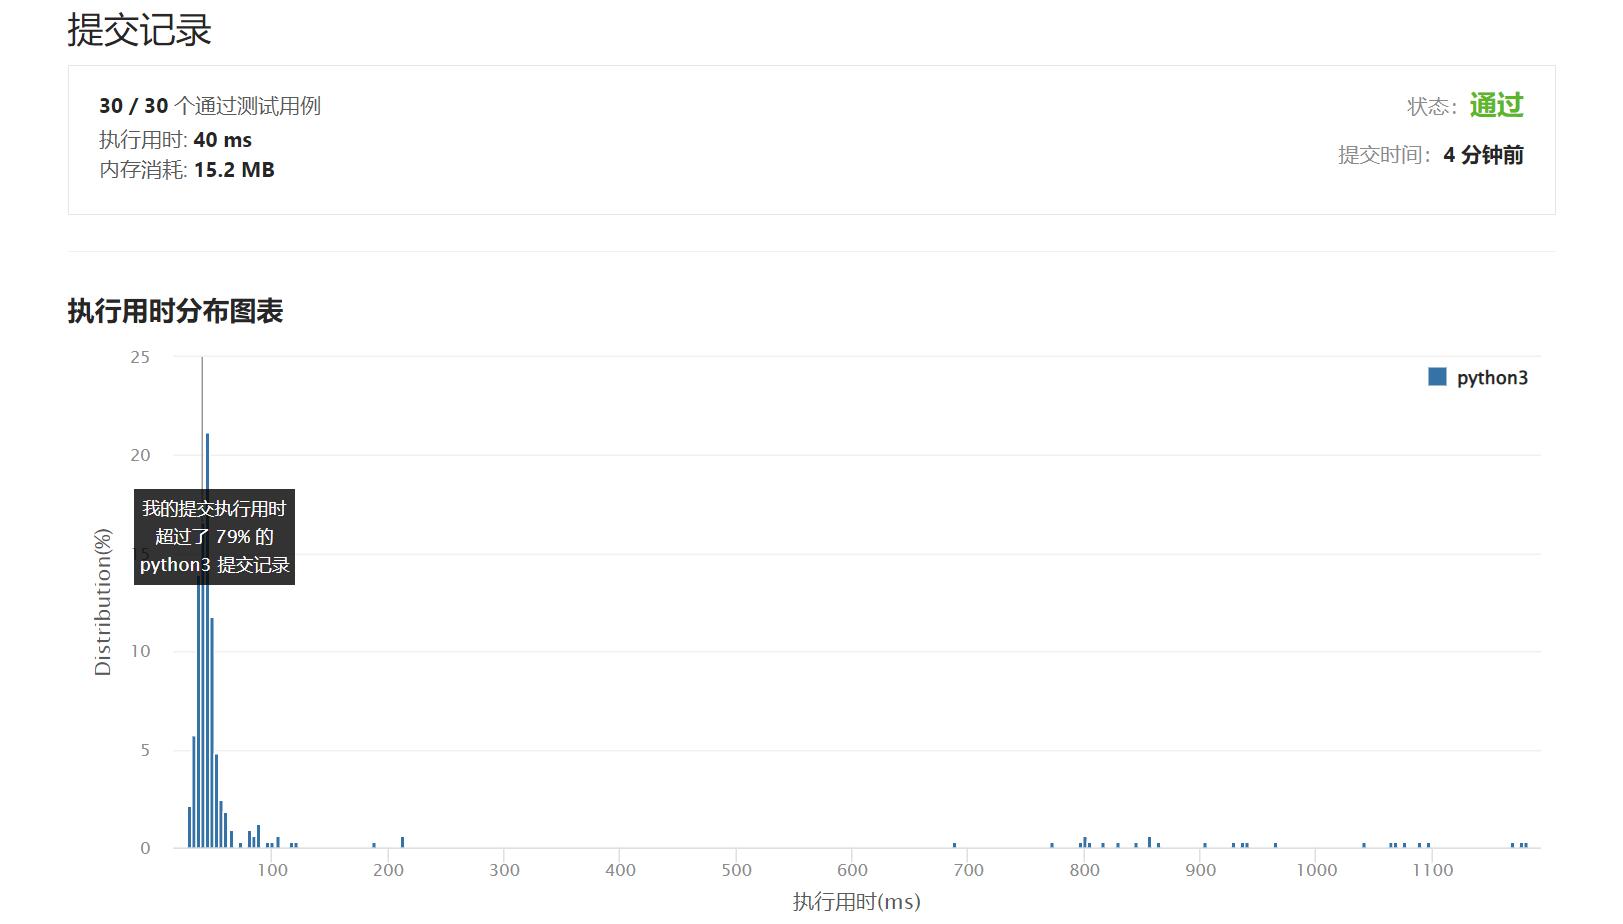 提交记录
30 / 30 个通过测试用例
状态：通过
执行用时: 40 ms
内存消耗: 15.2 MB
提交时间：4 分钟前
执行用时分布图表
25
python3
20
我的提交执行用时
超过了 79% 的
python3 提交记录
15
Distribution(%)
10
5
0
100 200 300 400 500 600 700 800 900 1000 1100
执行用时(ms)